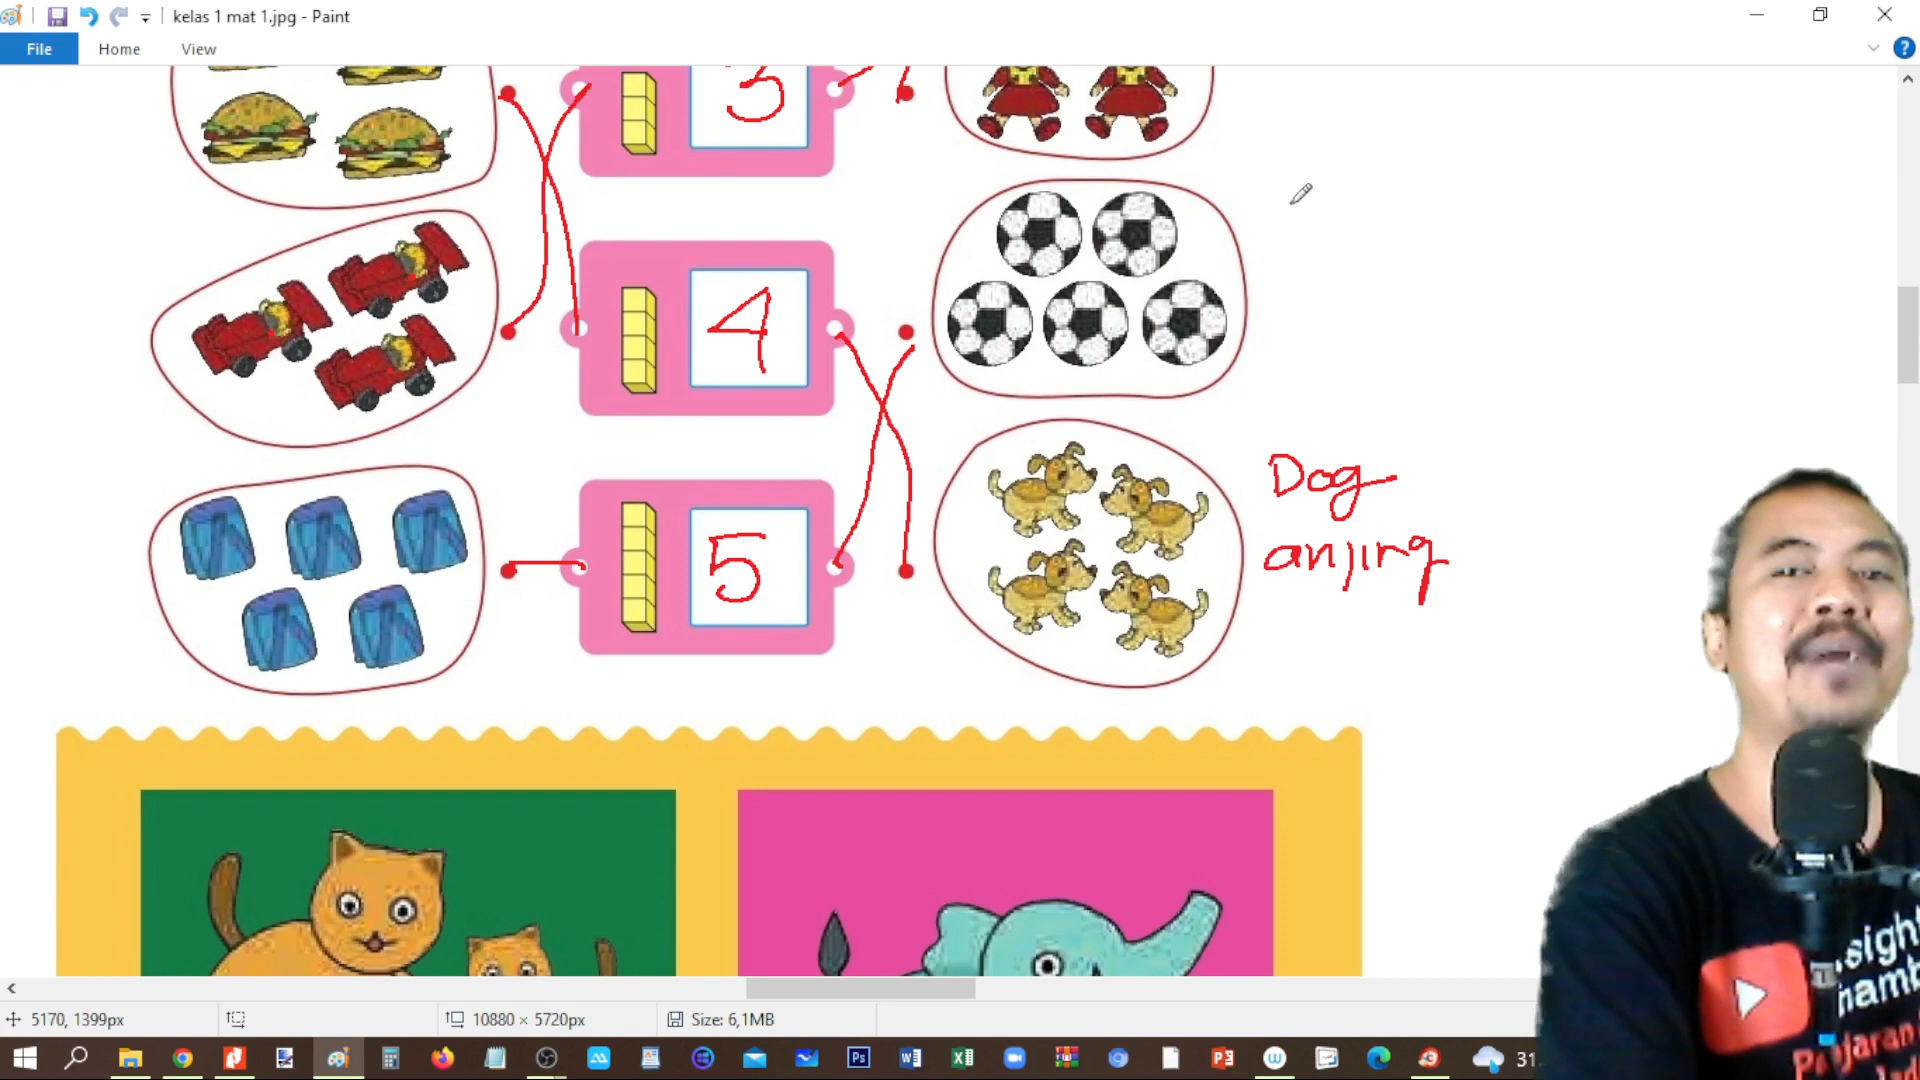 kelas 1 mat 1.jpg - Paint
File Home View
?
3
4
5
Dog
anjing
5170, 1399px
10880 × 5720px
Size: 6,1MB
31